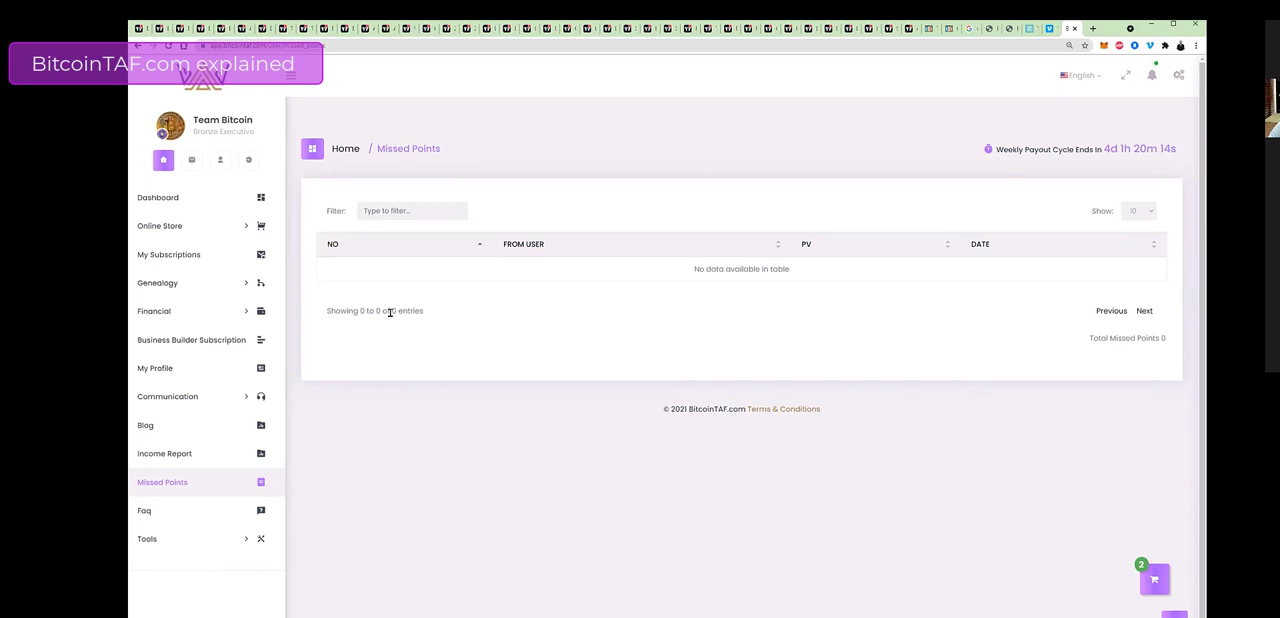 BitcoinTAF.com explained
English
Team Bitcoin
Bronze Executive
Home / Missed Points
Weekly Payout Cycle Ends In 4d 1h 20m 14s
Dashboard
Online Store
My Subscriptions
Genealogy
Financial
Business Builder Subscription
My Profile
Communication
Blog
Income Report
Missed Points
Faq
Tools
Filter: Type to filter...
Show: 10
NO FROM USER PV DATE
No data available in table
Showing 0 to 0 of 0 entries
Previous Next
Total Missed Points 0
© 2021 BitcoinTAF.com Terms & Conditions
2